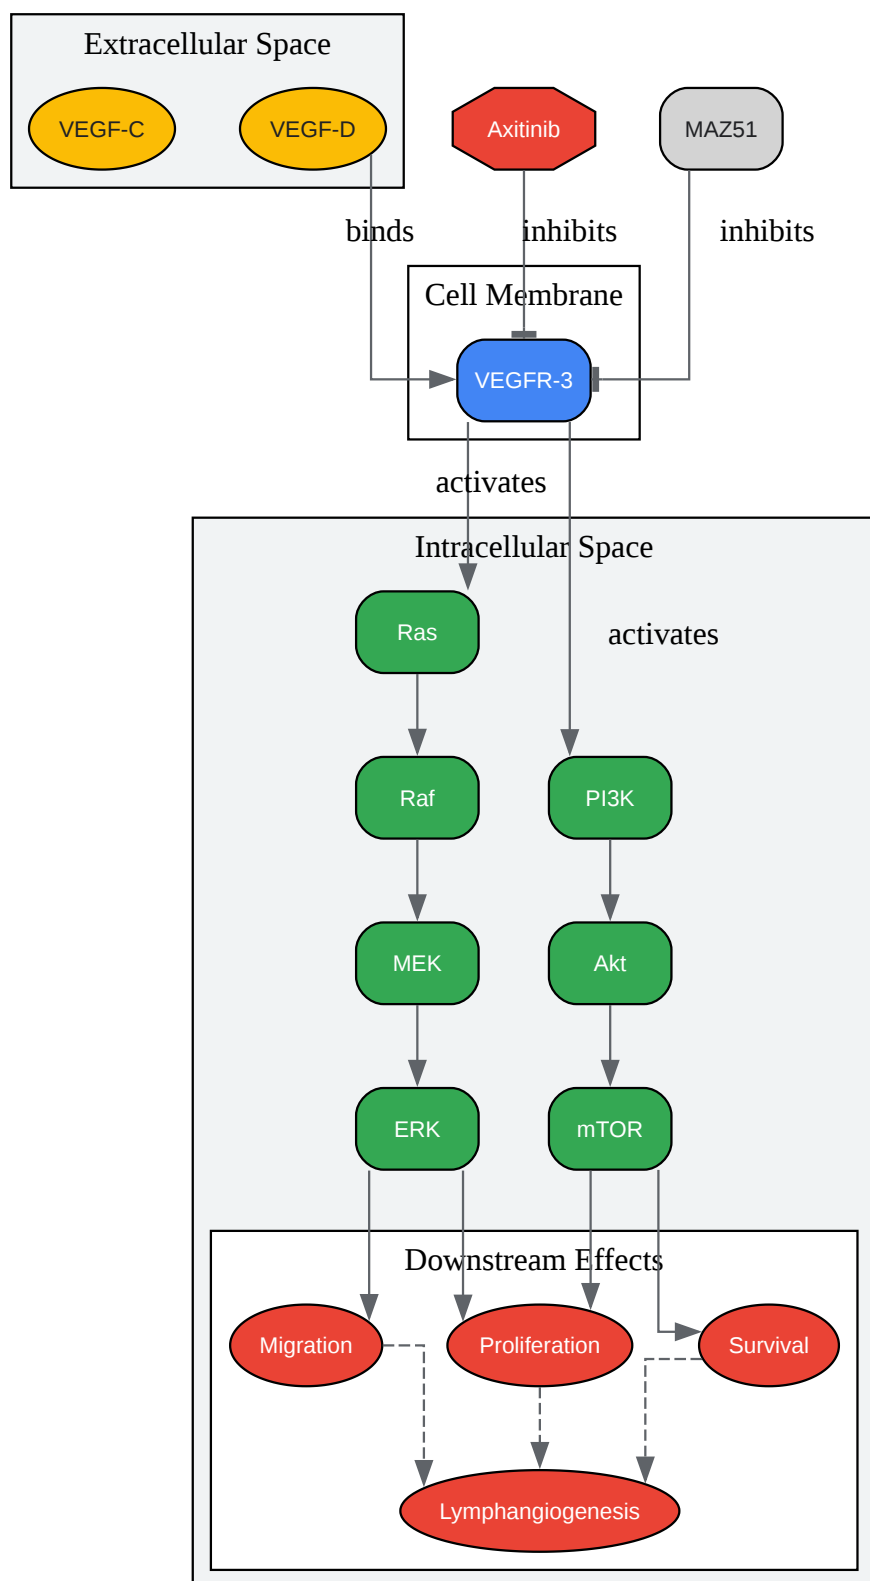 Extracellular Space
VEGF-C
VEGF-D
Axitinib
MAZ51
binds
inhibits
inhibits
Cell Membrane
VEGFR-3
activates
Intracellular Space
Ras
activates
Raf
PI3K
MEK
Akt
ERK
mTOR
Downstream Effects
Migration
Proliferation
Survival
Lymphangiogenesis